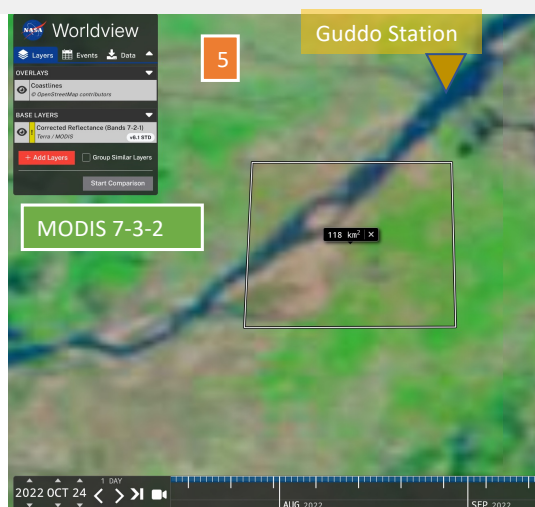 NASA
Worldview
Layers Events Data
OVERLAYS
Coastlines
© OpenStreetMap contributors
BASE LAYERS
Corrected Reflectance (Bands 7-2-1)
Terra / MODIS v6.1 STD
+ Add Layers Group Similar Layers
Start Comparison
5
Guddo Station
MODIS 7-3-2
118 km²
1 DAY
2022 OCT 24
AUG 2022
SEP 2022